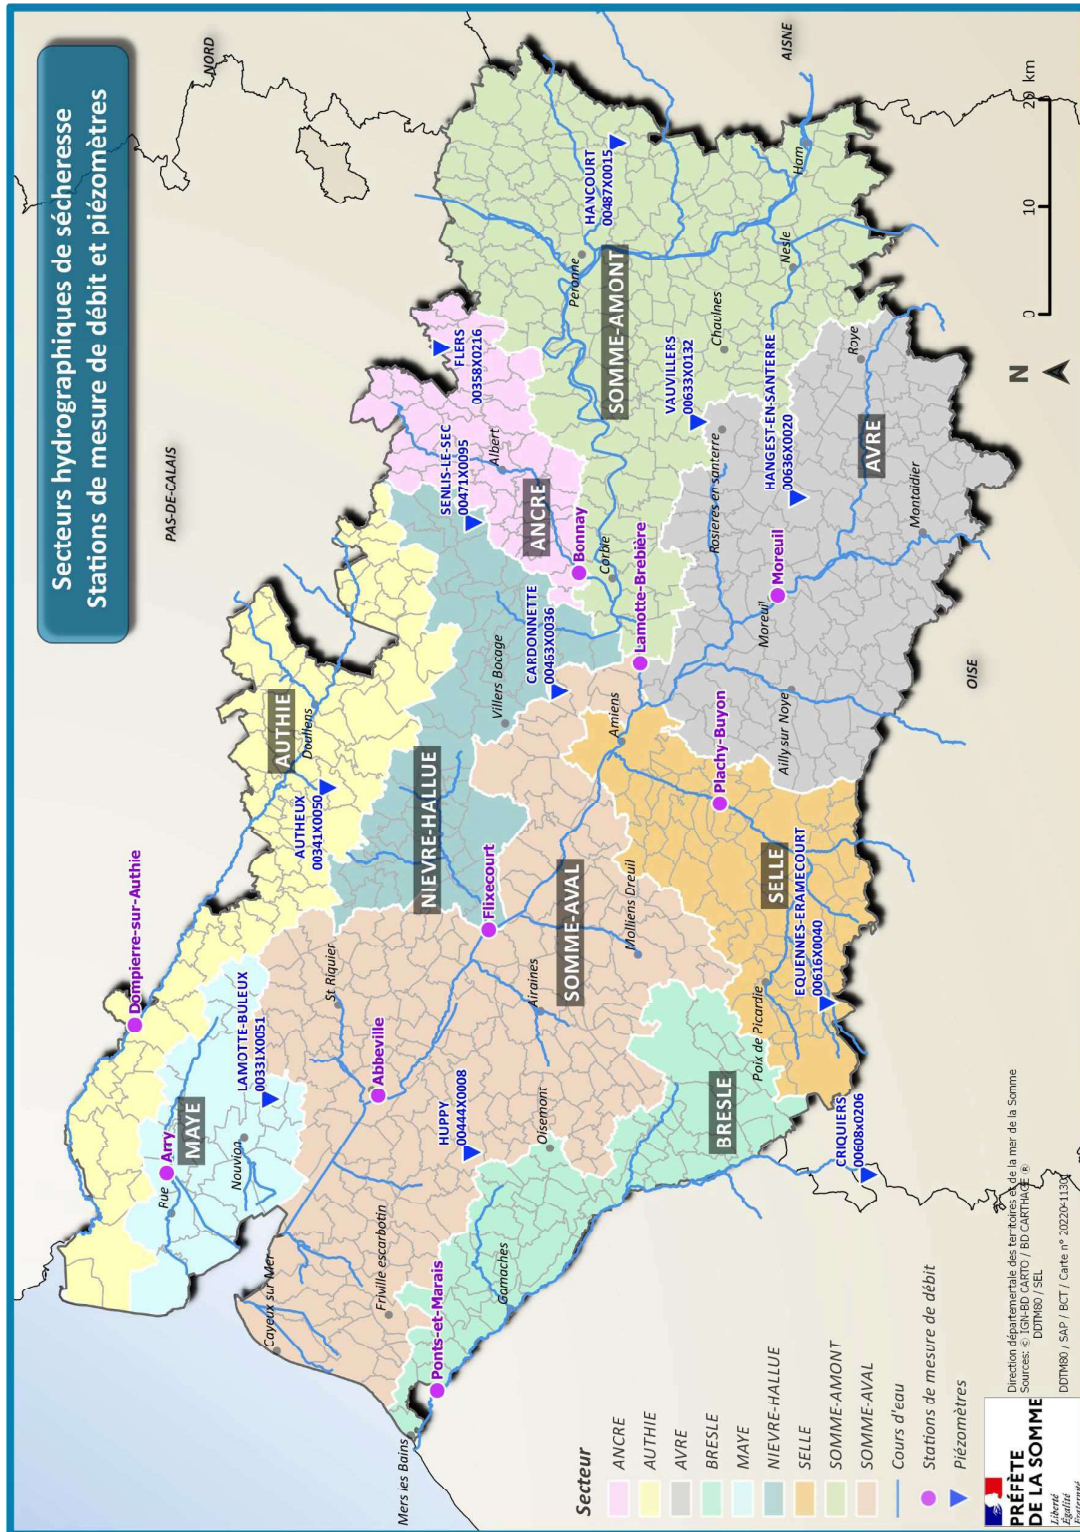 Secteurs hydrographiques de sécheresse
Stations de mesure de débit et piézomètres
NORD
AISNE
PAS-DE-CALAIS
OISE
Dompierre-sur-Authie
AUTHIE
Doullens
AUTHEUX
00341X0050
Arry
MAYE
Rue
Nouvion
LAMOTTE-BULEUX
00331X0051
St Riquier
Abbeville
Cayeux sur Mer
Friville escarbotin
HUPPY
00444X0008
Oisemont
Airaines
Flixecourt
NIEVRE-HALLUE
Villers Bocage
CARDONNETTE
00463X0036
SENLIS-LE-SEC
00471X0095
FLERS
00358X0216
Albert
ANCRE
Bonnay
Corbie
Lamotte-Brebière
HANCOURT
00487X0015
Péronne
SOMME-AMONT
VAUVILLERS
00633X0132
Chaulnes
Nesle
Ham
Rosieres en santerre
HANGEST-EN-SANTERRE
00636X0020
Roye
AVRE
Montdidier
Moreuil
Moreuil
Ailly sur Noye
Amiens
Plachy-Buyon
SOMME-AVAL
Molliens Dreuil
SELLE
EQUENNES-ERAMECOURT
00616X0040
Poix de Picardie
BRESLE
CRIQUIERS
00608x0206
Gamaches
Ponts-et-Marais
Mers les Bains
Secteur
ANCRE
AUTHIE
AVRE
BRESLE
MAYE
NIEVRE-HALLUE
SELLE
SOMME-AMONT
SOMME-AVAL
Cours d'eau
Stations de mesure de débit
Piézomètres
N
0 10 20 km
PRÉFÈTE
DE LA SOMME
Liberté
Égalité
Fraternité
Direction départementale des territoires et de la mer de la Somme
Sources: © IGN-BD CARTO / BD CARTHAGE ®
DDTM80 / SEL
DDTM80 / SAP / BCT / Carte n°